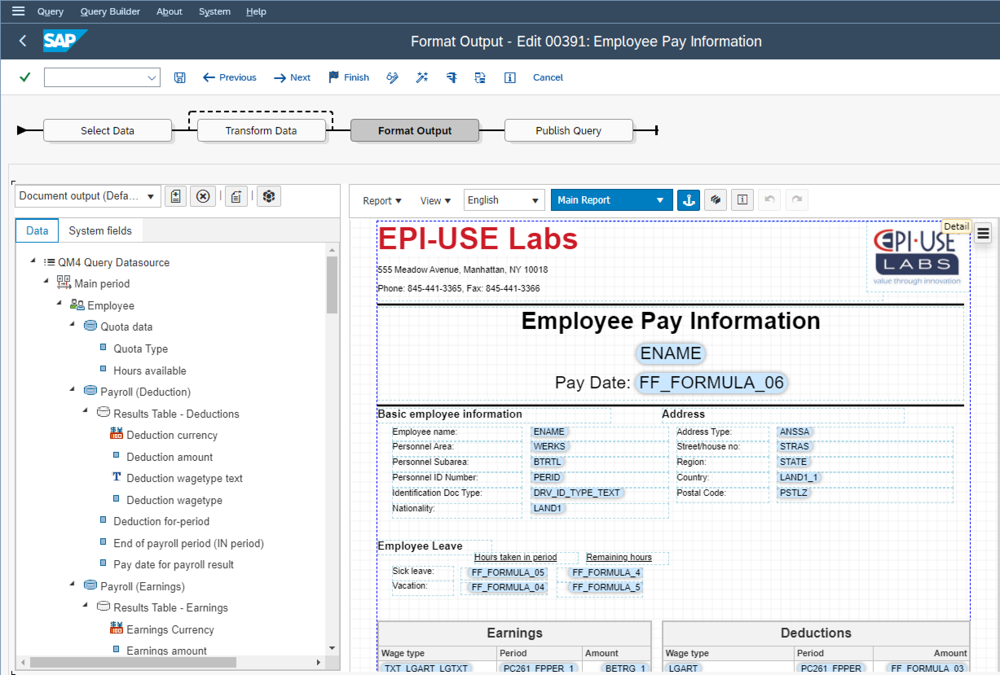 Query Query Builder About System Help
SAP Format Output - Edit 00391: Employee Pay Information
Previous Next Finish Cancel
Select Data Transform Data Format Output Publish Query
Document output (Defa... Report View English Main Report
Data System fields
QM4 Query Datasource
Main period
Employee
Quota data
Quota Type
Hours available
Payroll (Deduction)
Results Table - Deductions
Deduction currency
Deduction amount
Deduction wagetype text
Deduction wagetype
Deduction for-period
End of payroll period (IN period)
Pay date for payroll result
Payroll (Earnings)
Results Table - Earnings
Earnings Currency
Earnings amount
Detail
EPI-USE Labs
555 Meadow Avenue, Manhattan, NY 10018
Phone: 845-441-3365, Fax: 845-441-3366
EPI·USE
LABS
value through innovation
Employee Pay Information
ENAME
Pay Date: FF_FORMULA_06
Basic employee information Address
Employee name: ENAME Address Type: ANSSA
Personnel Area: WERKS Street/house no: STRAS
Personnel Subarea: BTRTL Region: STATE
Personnel ID Number: PERID Country: LAND1_1
Identification Doc Type: DRV_ID_TYPE_TEXT Postal Code: PSTLZ
Nationality: LAND1
Employee Leave
Hours taken in period Remaining hours
Sick leave: FF_FORMULA_05 FF_FORMULA_4
Vacation: FF_FORMULA_04 FF_FORMULA_5
Earnings Deductions
Wage type Period Amount Wage type Period Amount
TXT_LGART_LGTXT PC261_FPPER_1 BETRG_1 LGART PC261_FPPER FF_FORMULA_03